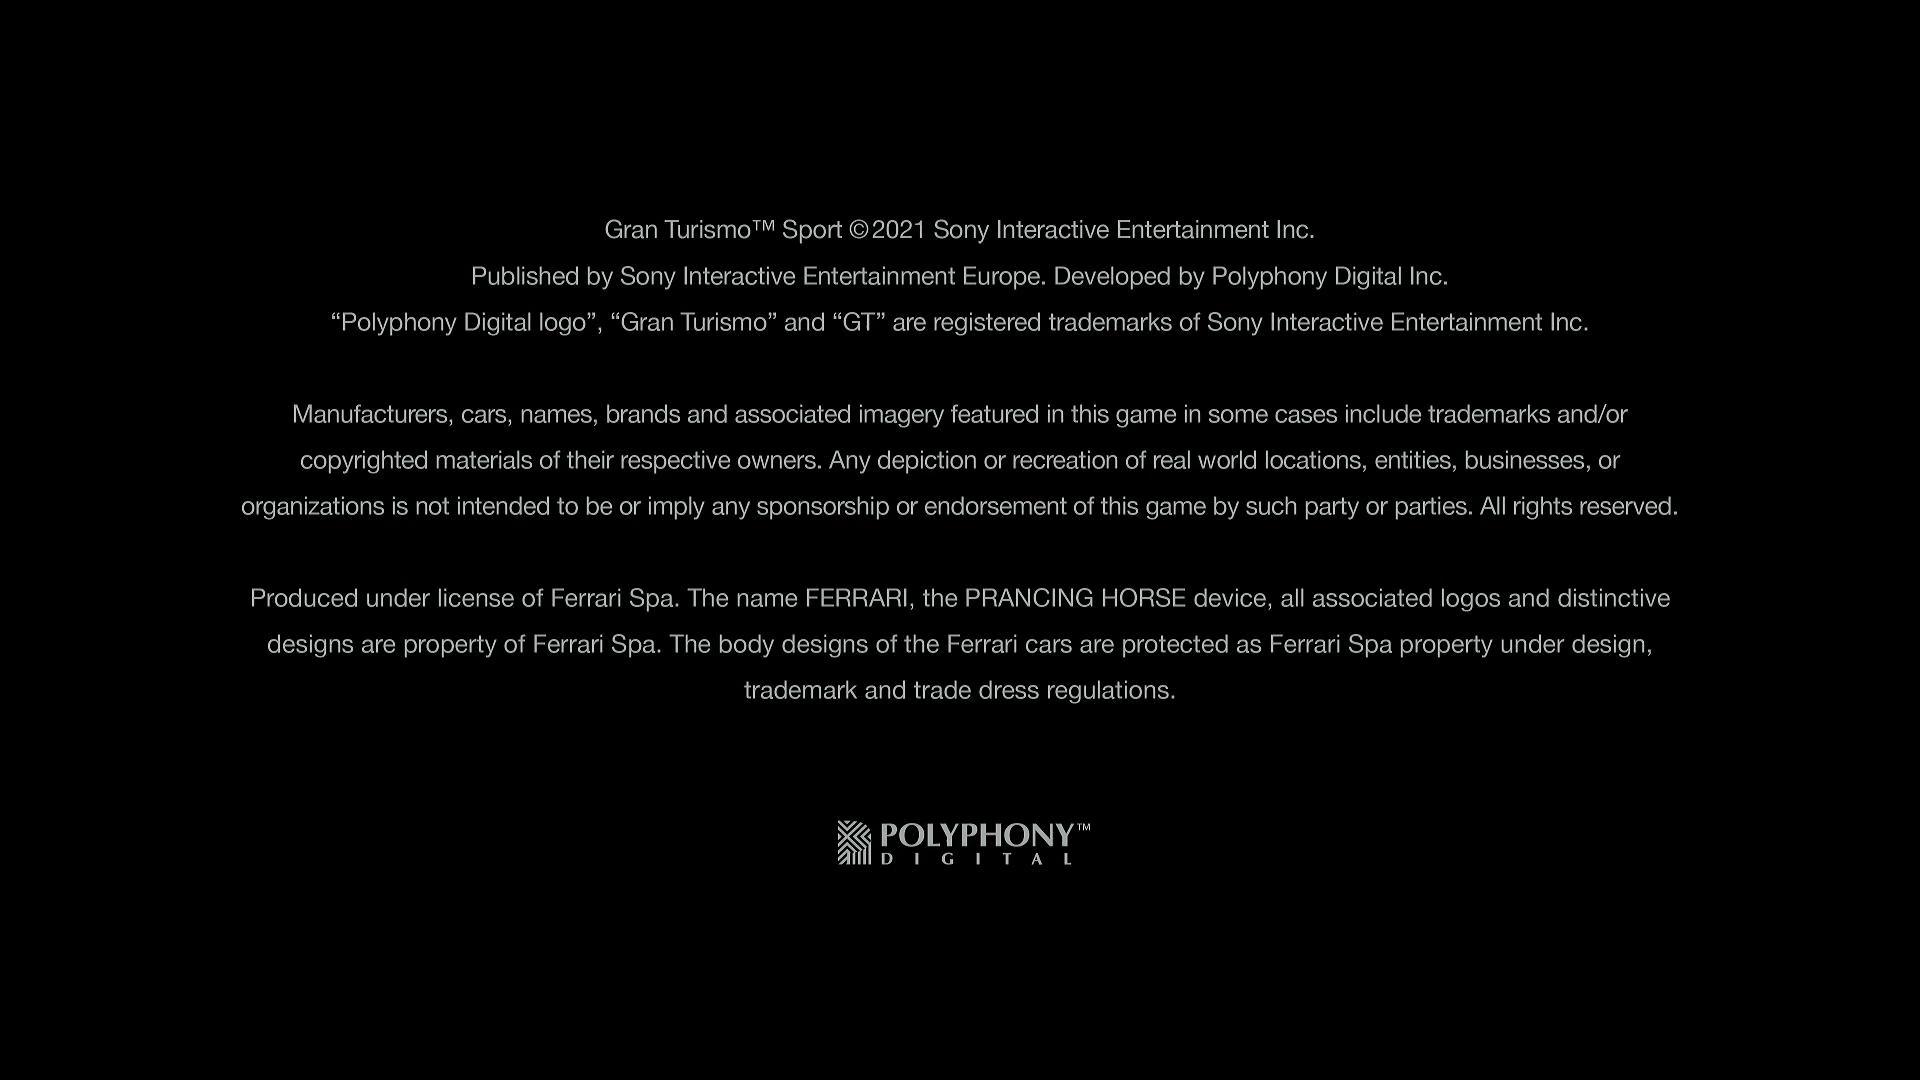 Gran Turismo™ Sport ©2021 Sony Interactive Entertainment Inc.
Published by Sony Interactive Entertainment Europe. Developed by Polyphony Digital Inc.
“Polyphony Digital logo”, “Gran Turismo” and “GT” are registered trademarks of Sony Interactive Entertainment Inc.
Manufacturers, cars, names, brands and associated imagery featured in this game in some cases include trademarks and/or
copyrighted materials of their respective owners. Any depiction or recreation of real world locations, entities, businesses, or
organizations is not intended to be or imply any sponsorship or endorsement of this game by such party or parties. All rights reserved.
Produced under license of Ferrari Spa. The name FERRARI, the PRANCING HORSE device, all associated logos and distinctive
designs are property of Ferrari Spa. The body designs of the Ferrari cars are protected as Ferrari Spa property under design,
trademark and trade dress regulations.
POLYPHONY™
DIGITAL